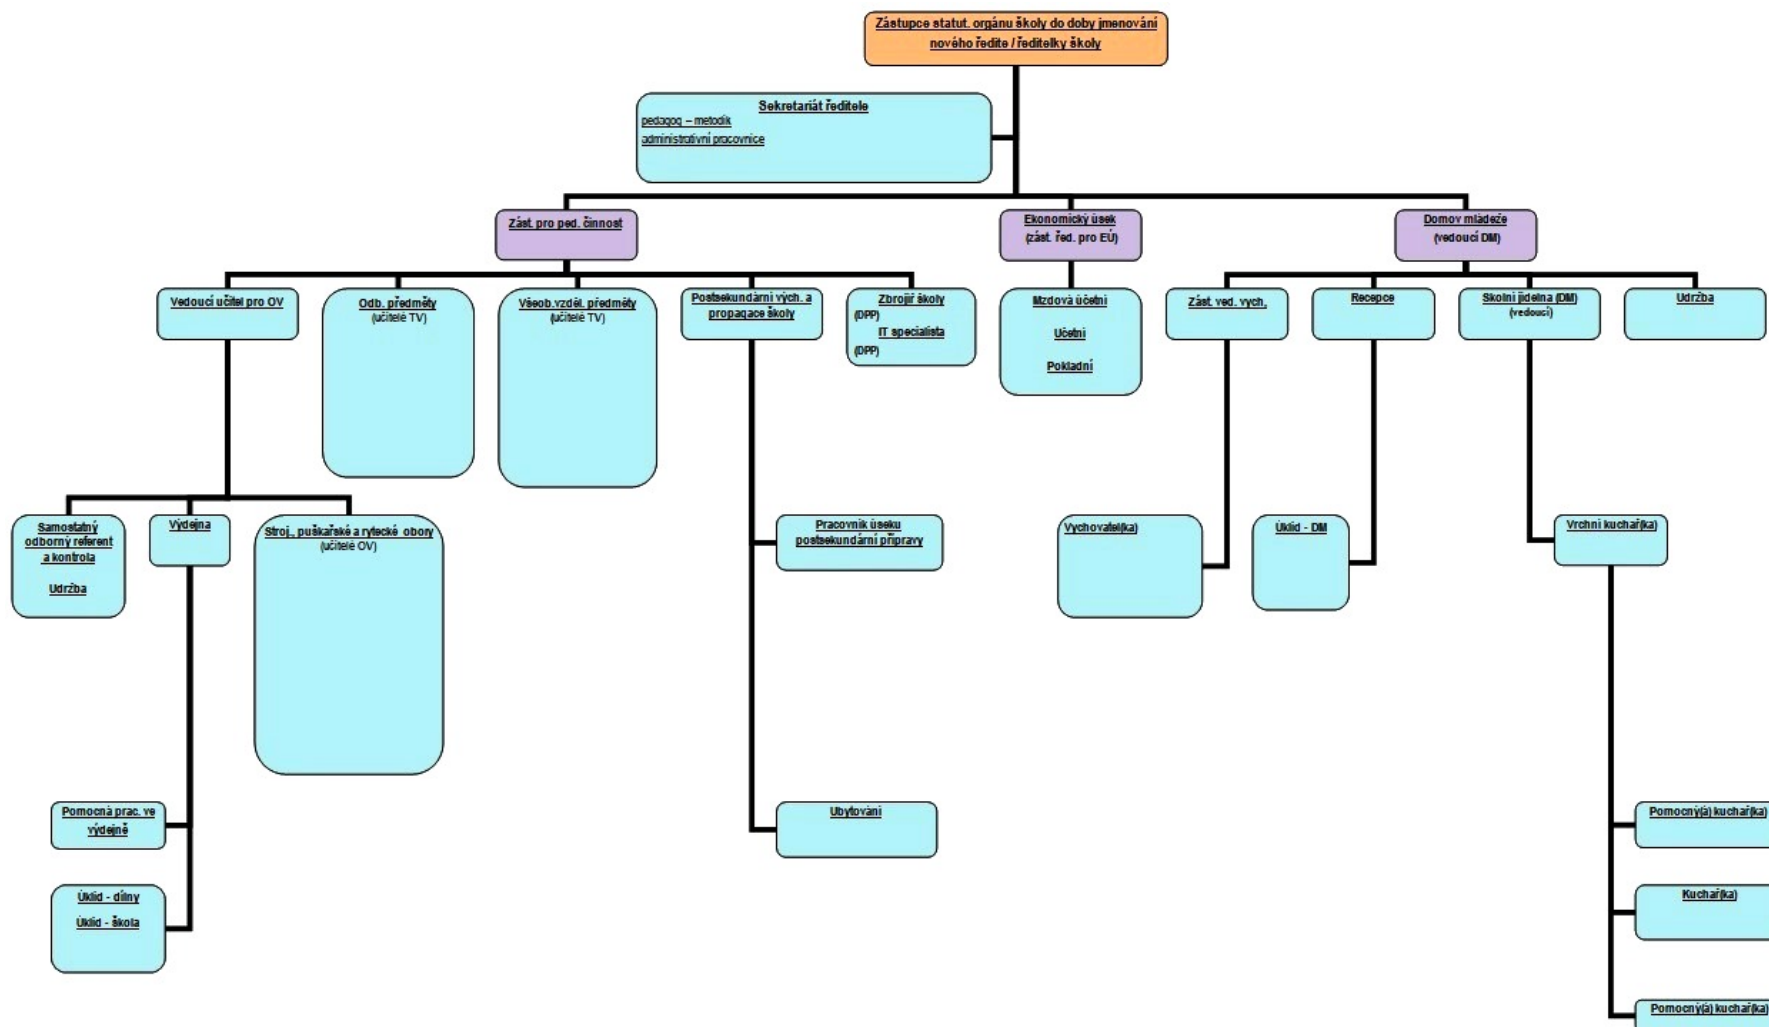 Zástupce statut. orgánu školy do doby jmenování
nového ředite / ředitelky školy
Sekretariát ředitele
pedagog – metodik
administrativní pracovnice
Zást. pro ped. činnost
Ekonomický úsek
(zást. řed. pro EÚ)
Domov mládeže
(vedoucí DM)
Vedoucí učitel pro OV
Odb. předměty
(učitelé TV)
Všeob.vzděl. předměty
(učitelé TV)
Postsekundární vých. a
propagace školy
Zbrojíř školy
(DPP)
IT specialista
(DPP)
Mzdová účetní
Účetní
Pokladní
Zást. ved. vych,
Recepce
Školní jídelna (DM)
(vedoucí)
Udržba
Samostatný
odborný referent
a kontrola
Udržba
Výdejna
Stroj., puškařské a rytecké obory
(učitelé OV)
Pracovník úseku
postsekundární přípravy
Vychovatel(ka)
Úklid - DM
Vrchní kuchař(ka)
Pomocná prac. ve
výdejně
Ubytování
Pomocný(á) kuchař(ka)
Úklid - dílny
Úklid - škola
Kuchař(ka)
Pomocný(á) kuchař(ka)